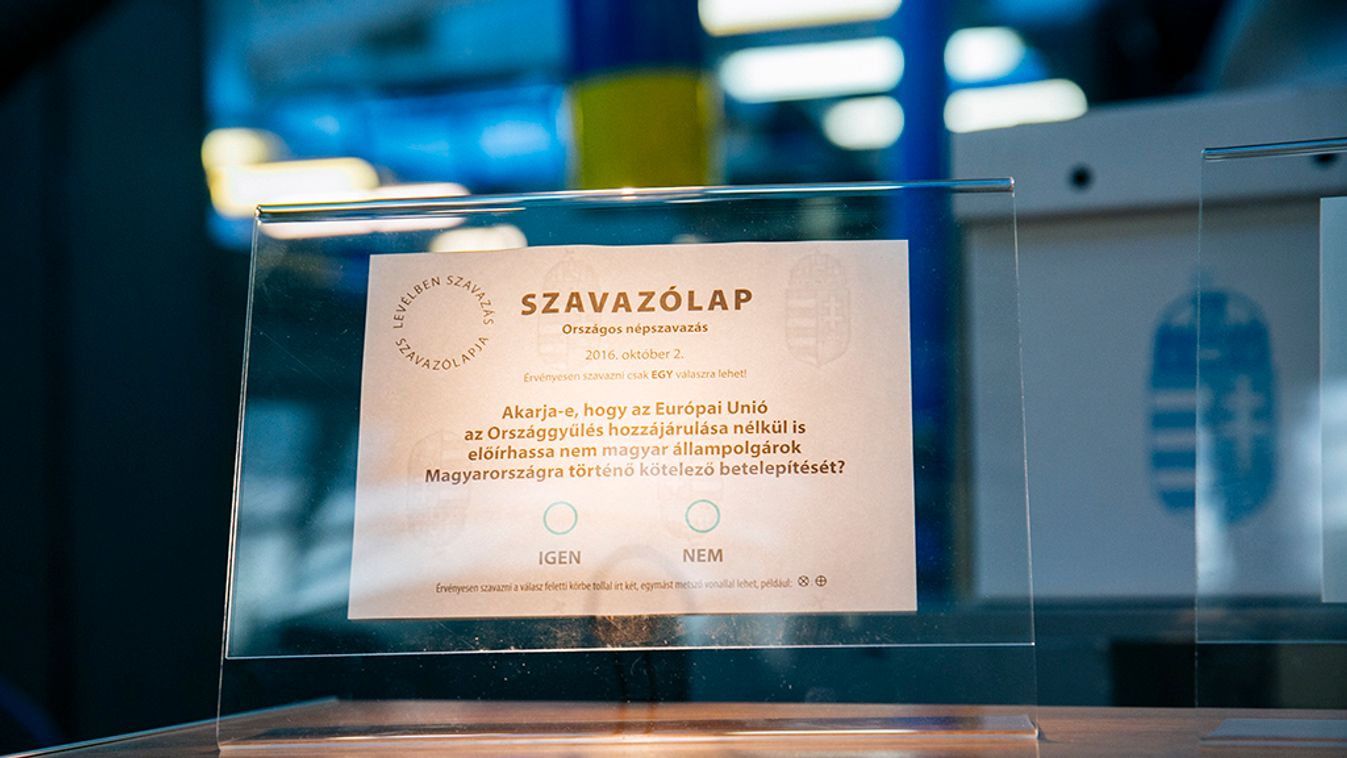 LEVÉLBEN SZAVAZÁS
SZAVAZÓLAPJA
SZAVAZÓLAP
Országos népszavazás
2016. október 2.
Érvényesen szavazni csak EGY válaszra lehet!
Akarja-e, hogy az Európai Unió
az Országgyűlés hozzájárulása nélkül is
előírhassa nem magyar állampolgárok
Magyarországra történő kötelező betelepítését?
IGEN NEM
Érvényesen szavazni a válasz feletti körbe tollal írt két, egymást metsző vonallal lehet, például: